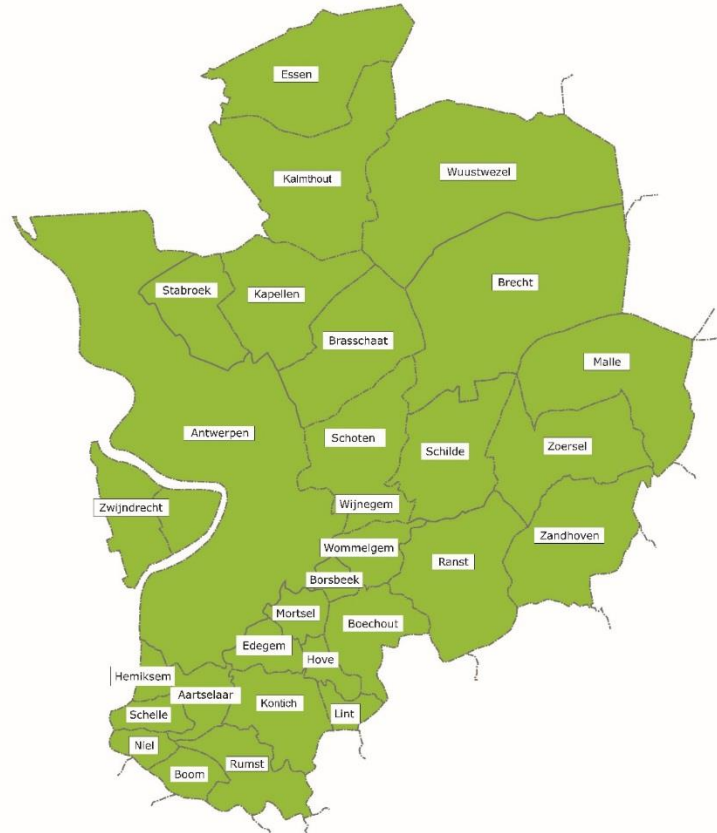 Essen
Kalmthout
Wuustwezel
Stabroek
Kapellen
Brecht
Brasschaat
Malle
Antwerpen
Schoten
Schilde
Zoersel
Zwijndrecht
Wijnegem
Wommelgem
Ranst
Zandhoven
Borsbeek
Mortsel
Boechout
Edegem
Hove
Hemiksem
Aartselaar
Kontich
Schelle
Lint
Niel
Boom
Rumst